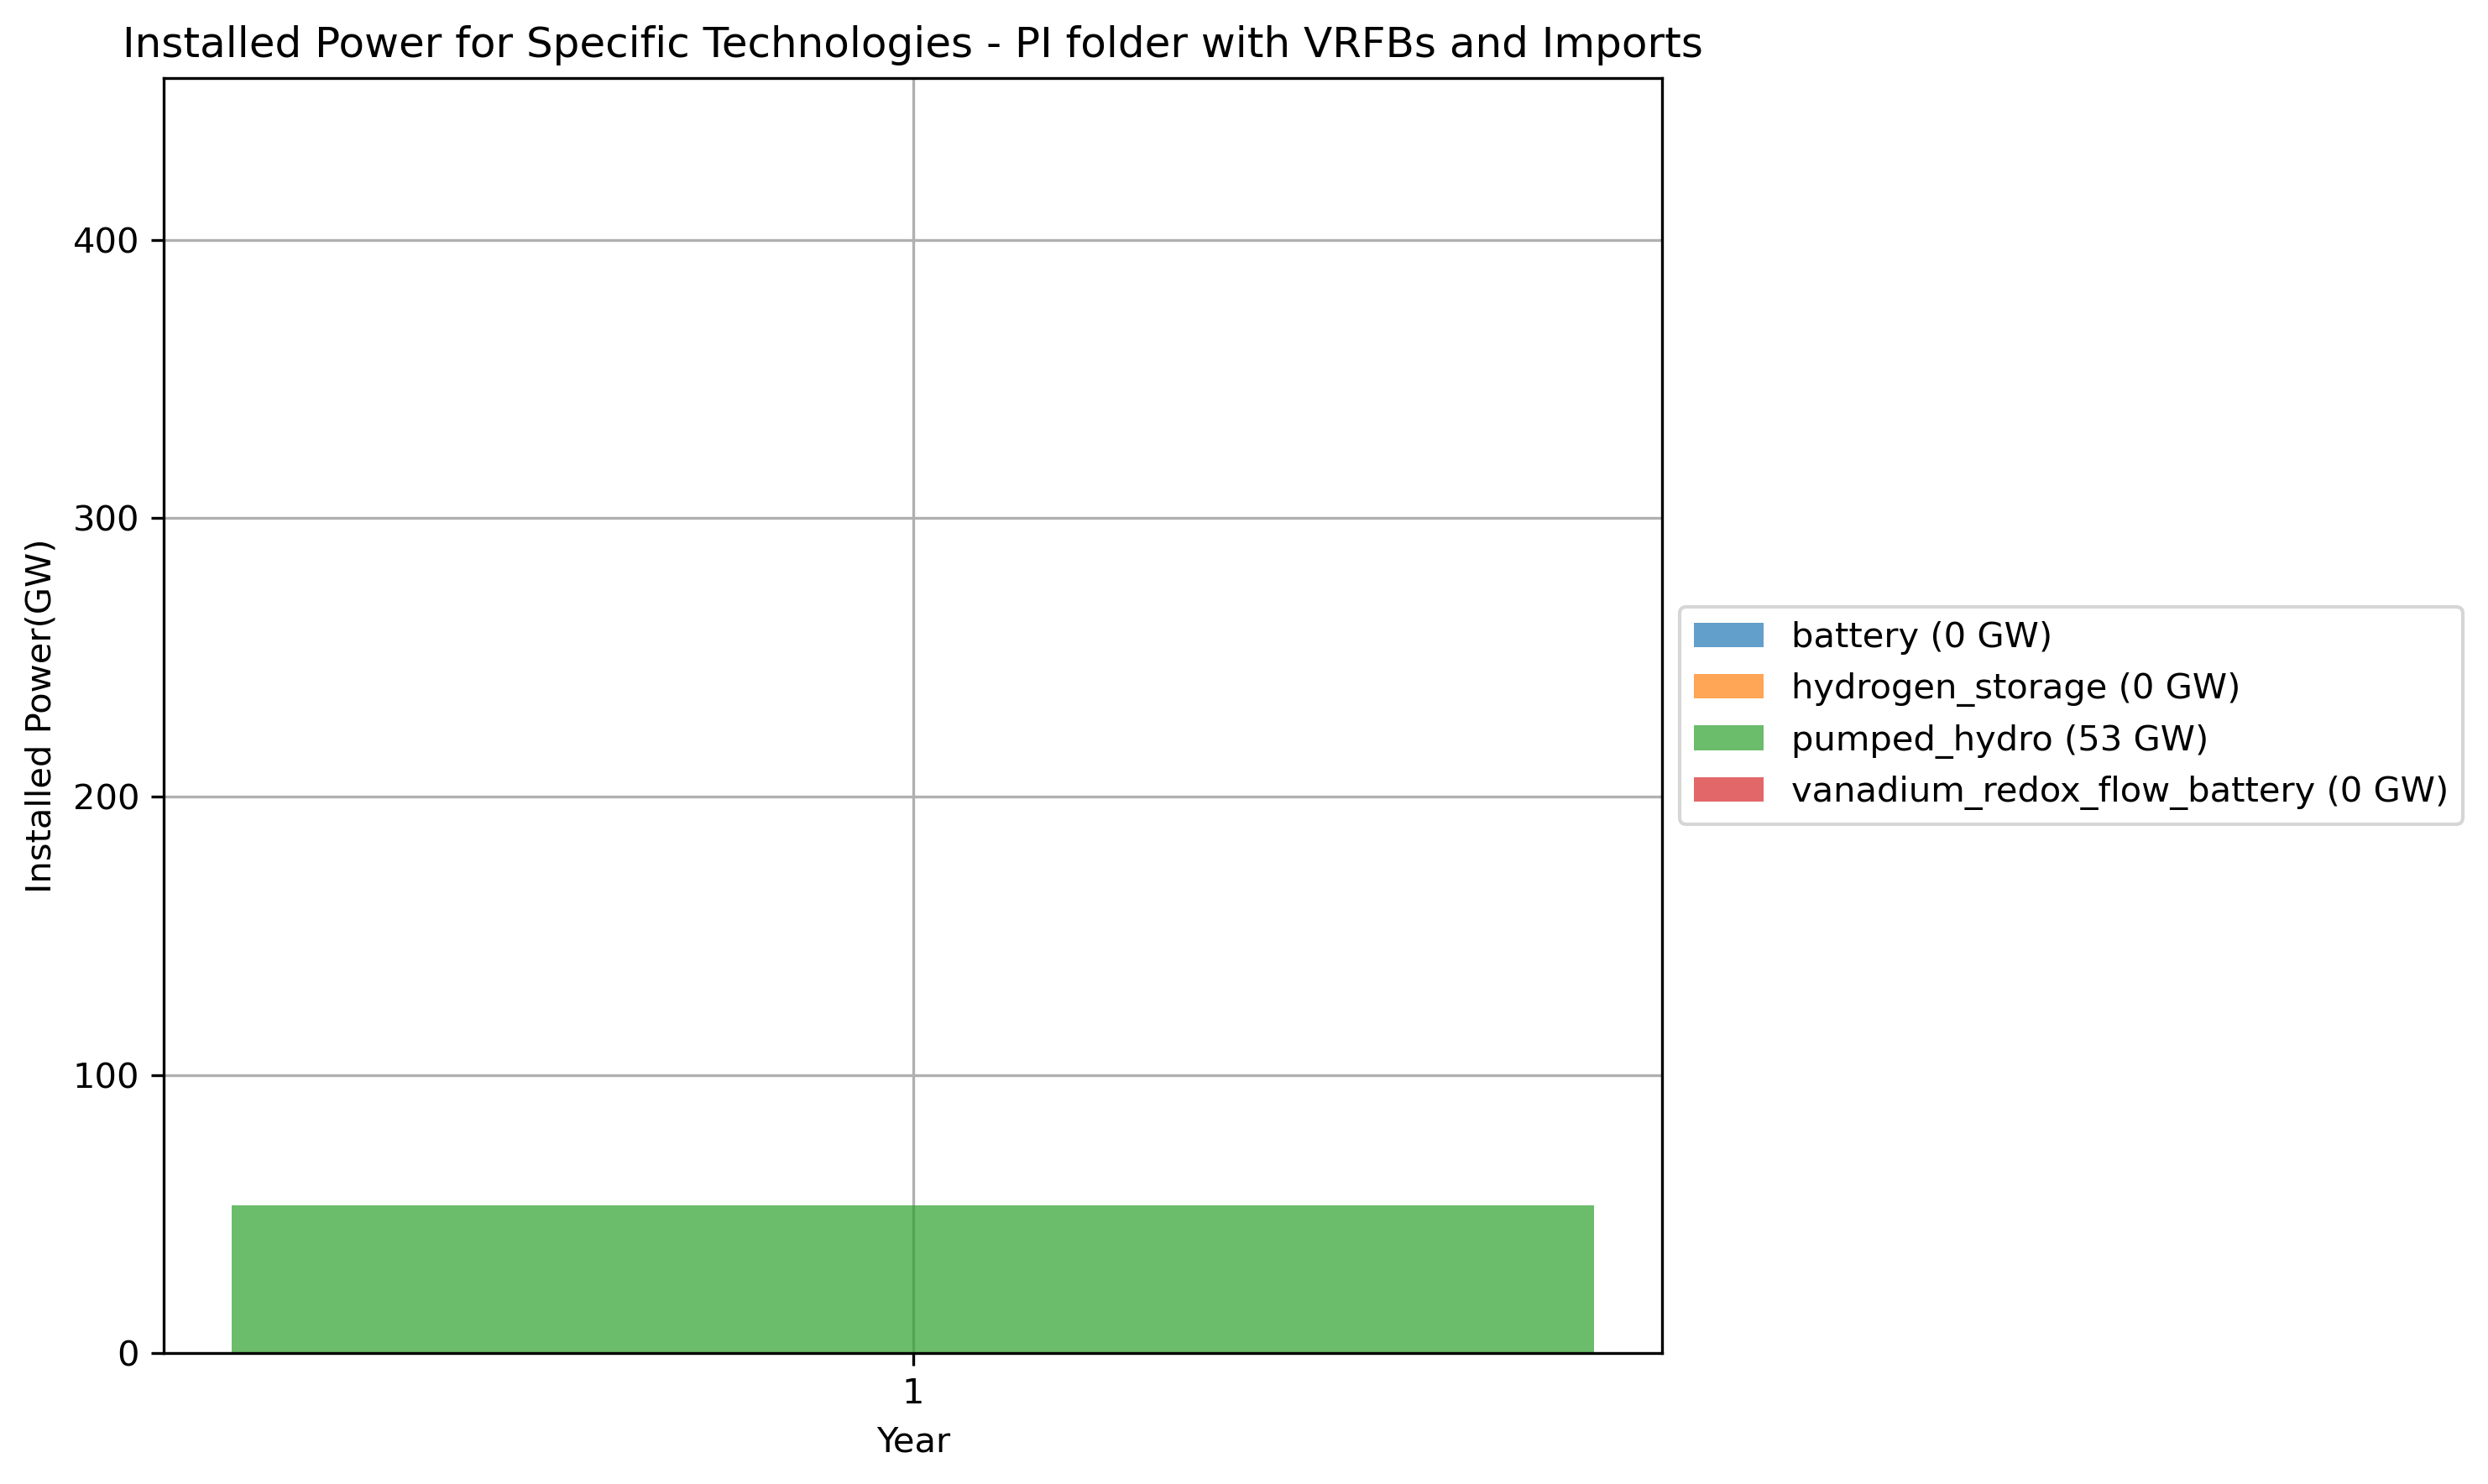 Installed Power for Specific Technologies - PI folder with VRFBs and Imports
Installed Power(GW)
400
300
200
100
0
1
Year
battery (0 GW)
hydrogen_storage (0 GW)
pumped_hydro (53 GW)
vanadium_redox_flow_battery (0 GW)